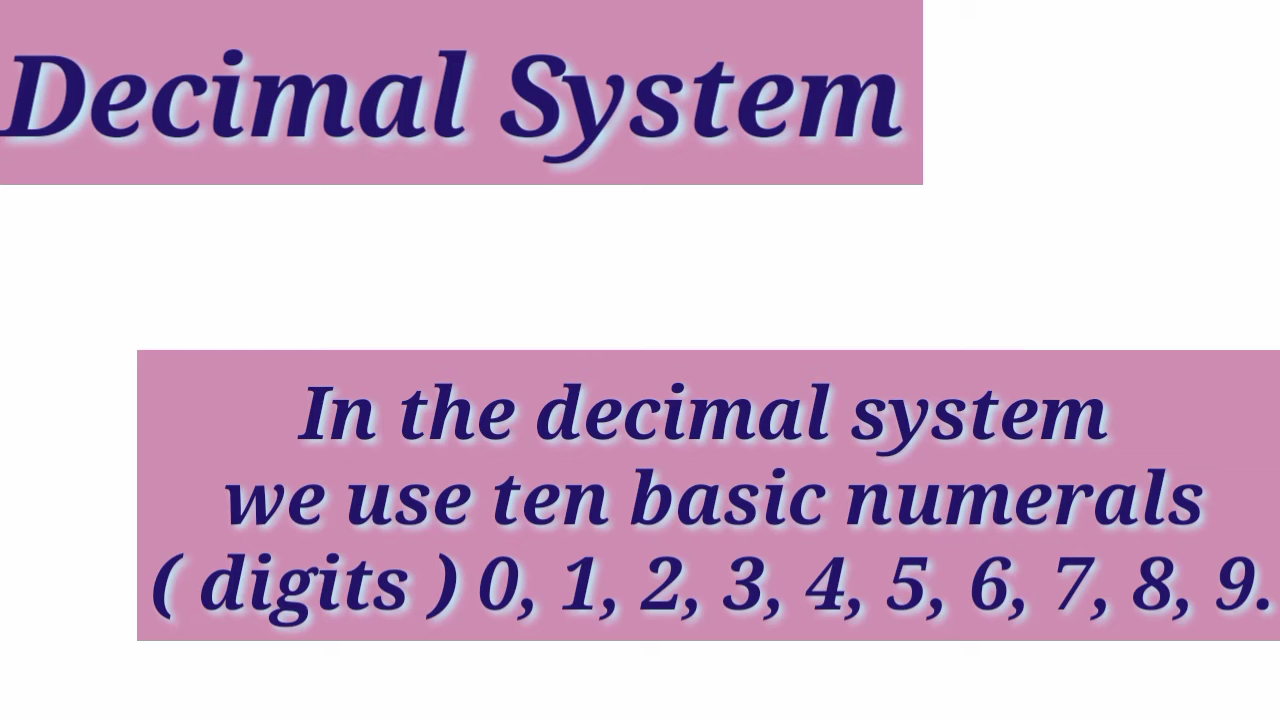 Decimal System
In the decimal system
we use ten basic numerals
( digits ) 0, 1, 2, 3, 4, 5, 6, 7, 8, 9.